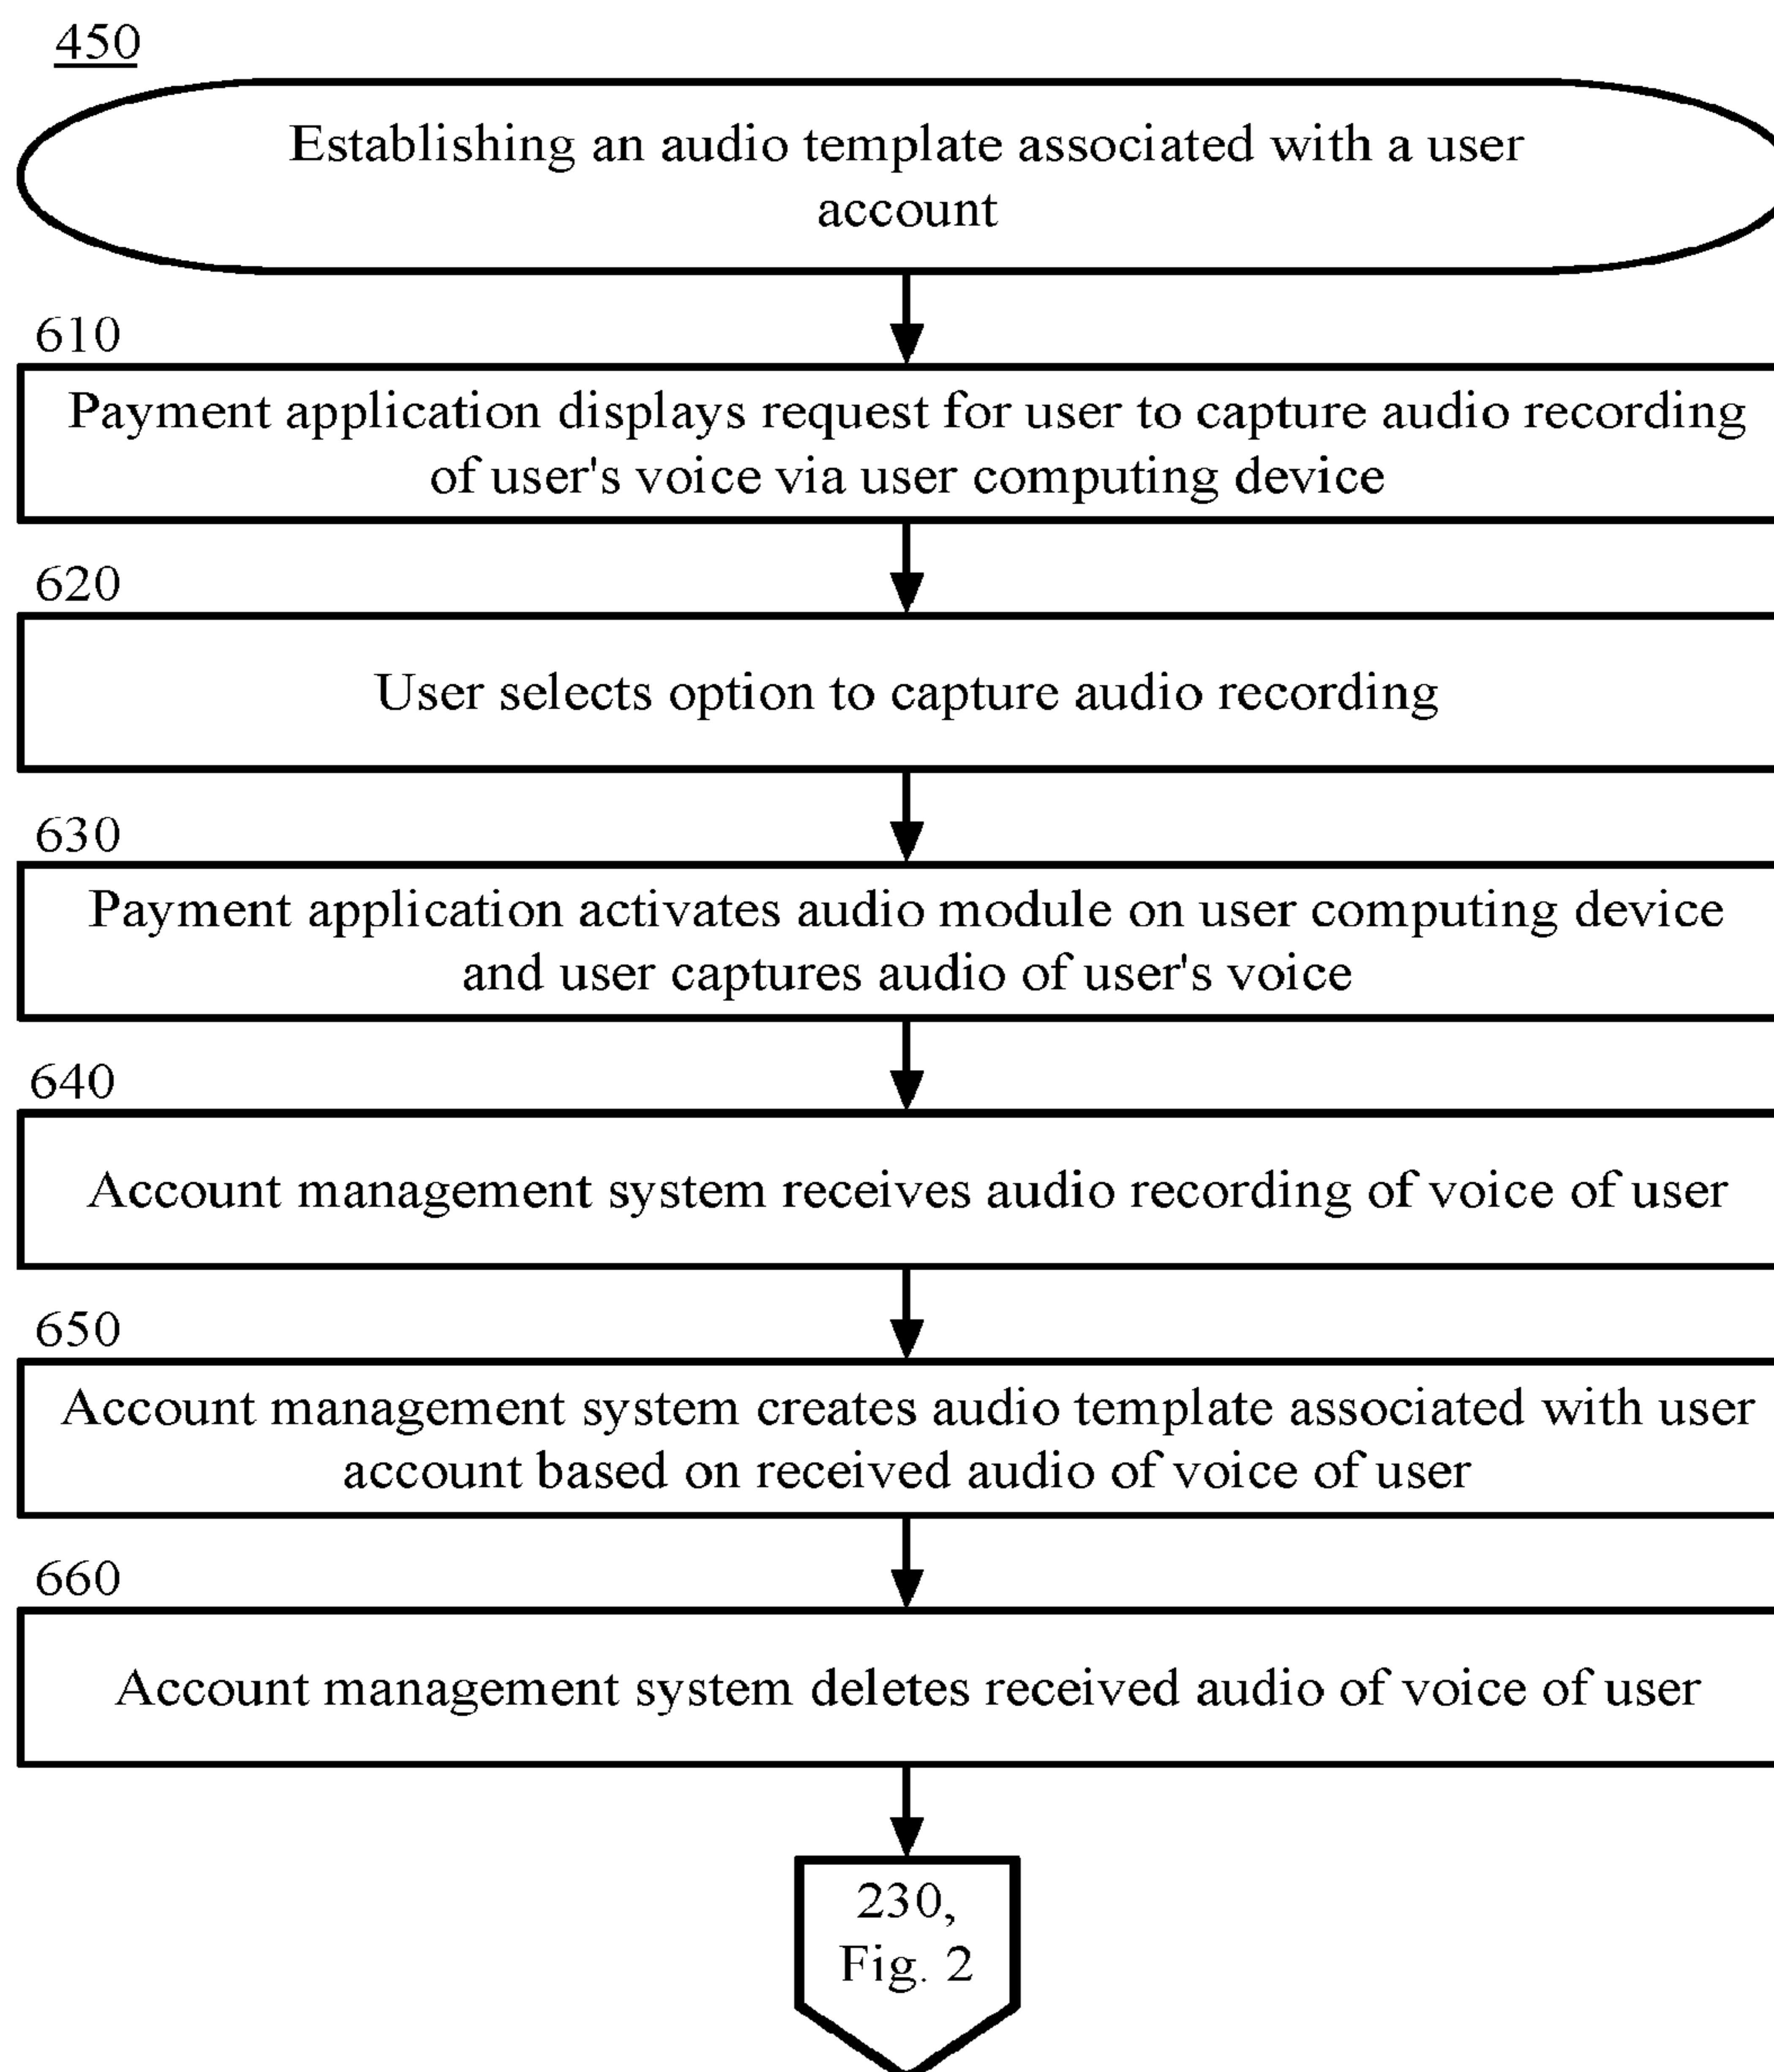 450
Establishing an audio template associated with a user
account
610
Payment application displays request for user to capture audio recording
of user's voice via user computing device
620
User selects option to capture audio recording
630
Payment application activates audio module on user computing device
and user captures audio of user's voice
640
Account management system receives audio recording of voice of user
650
Account management system creates audio template associated with user
account based on received audio of voice of user
660
Account management system deletes received audio of voice of user
230,
Fig. 2